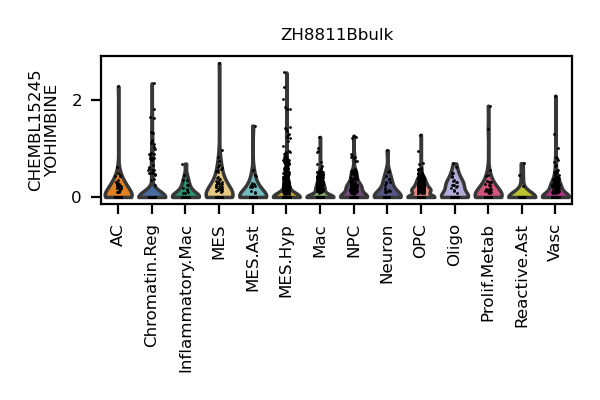 ZH8811Bbulk
CHEMBL15245
YOHIMBINE
2
0
AC
Chromatin.Reg
Inflammatory.Mac
MES
MES.Ast
MES.Hyp
Mac
NPC
Neuron
OPC
Oligo
Prolif.Metab
Reactive.Ast
Vasc